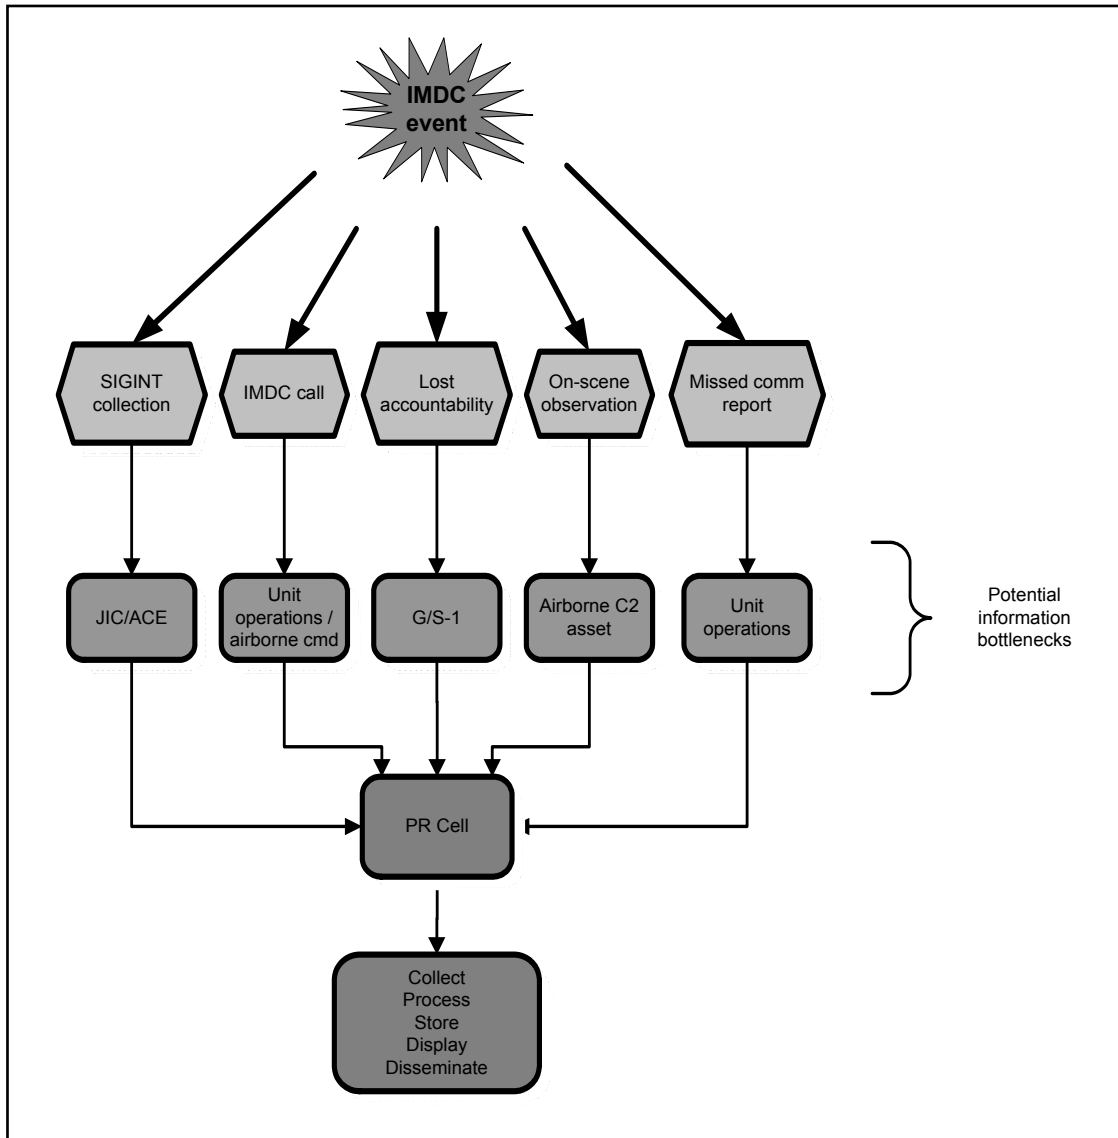 IMDC
event
SIGINT
collection
IMDC call
Lost
accountability
On-scene
observation
Missed comm
report
JIC/ACE
Unit
operations /
airborne cmd
G/S-1
Airborne C2
asset
Unit
operations
Potential
information
bottlenecks
PR Cell
Collect
Process
Store
Display
Disseminate